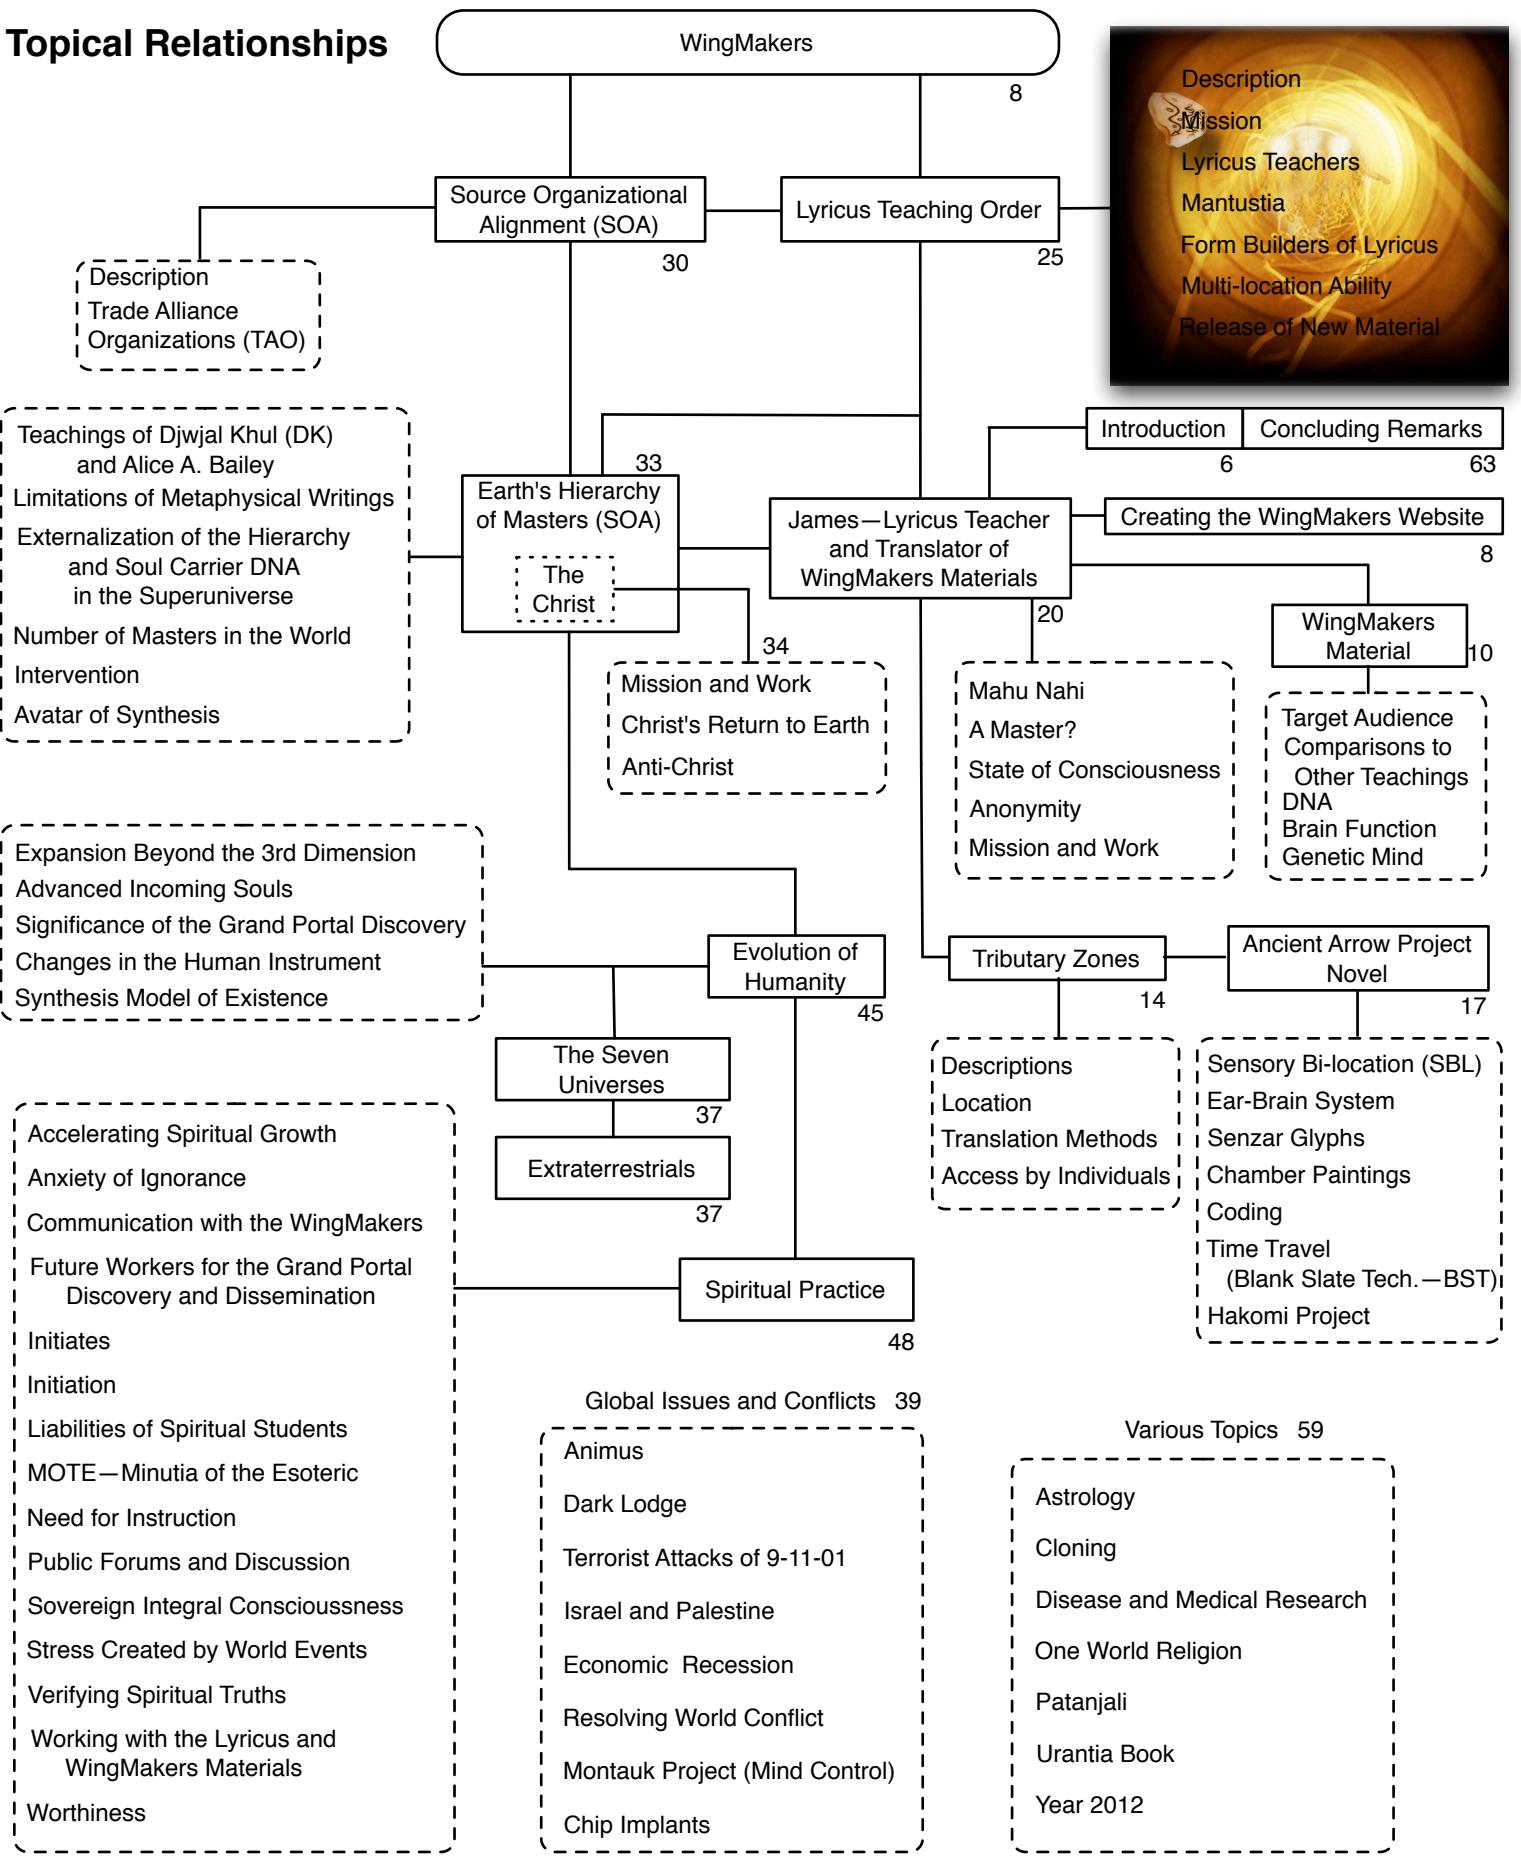 Topical Relationships
WingMakers
8
Description
Mission
Lyricus Teachers
Mantustia
Form Builders of Lyricus
Multi-location Ability
Release of New Material
Source Organizational
Alignment (SOA)
30
Lyricus Teaching Order
25
Description
Trade Alliance
Organizations (TAO)
Teachings of Djwjal Khul (DK)
and Alice A. Bailey
Limitations of Metaphysical Writings
Externalization of the Hierarchy
and Soul Carrier DNA
in the Superuniverse
Number of Masters in the World
Intervention
Avatar of Synthesis
33
Earth's Hierarchy
of Masters (SOA)
The
Christ
34
Mission and Work
Christ's Return to Earth
Anti-Christ
Introduction
6
Concluding Remarks
63
James—Lyricus Teacher
and Translator of
WingMakers Materials
20
Creating the WingMakers Website
8
WingMakers
Material
10
Mahu Nahi
A Master?
State of Consciousness
Anonymity
Mission and Work
Target Audience
Comparisons to
Other Teachings
DNA
Brain Function
Genetic Mind
Expansion Beyond the 3rd Dimension
Advanced Incoming Souls
Significance of the Grand Portal Discovery
Changes in the Human Instrument
Synthesis Model of Existence
Evolution of
Humanity
45
Tributary Zones
14
Ancient Arrow Project
Novel
17
The Seven
Universes
37
Extraterrestrials
37
Descriptions
Location
Translation Methods
Access by Individuals
Sensory Bi-location (SBL)
Ear-Brain System
Senzar Glyphs
Chamber Paintings
Coding
Time Travel
(Blank Slate Tech.—BST)
Hakomi Project
Accelerating Spiritual Growth
Anxiety of Ignorance
Communication with the WingMakers
Future Workers for the Grand Portal
Discovery and Dissemination
Initiates
Initiation
Liabilities of Spiritual Students
MOTE—Minutia of the Esoteric
Need for Instruction
Public Forums and Discussion
Sovereign Integral Conscioussness
Stress Created by World Events
Verifying Spiritual Truths
Working with the Lyricus and
WingMakers Materials
Worthiness
Spiritual Practice
48
Global Issues and Conflicts 39
Animus
Dark Lodge
Terrorist Attacks of 9-11-01
Israel and Palestine
Economic Recession
Resolving World Conflict
Montauk Project (Mind Control)
Chip Implants
Various Topics 59
Astrology
Cloning
Disease and Medical Research
One World Religion
Patanjali
Urantia Book
Year 2012